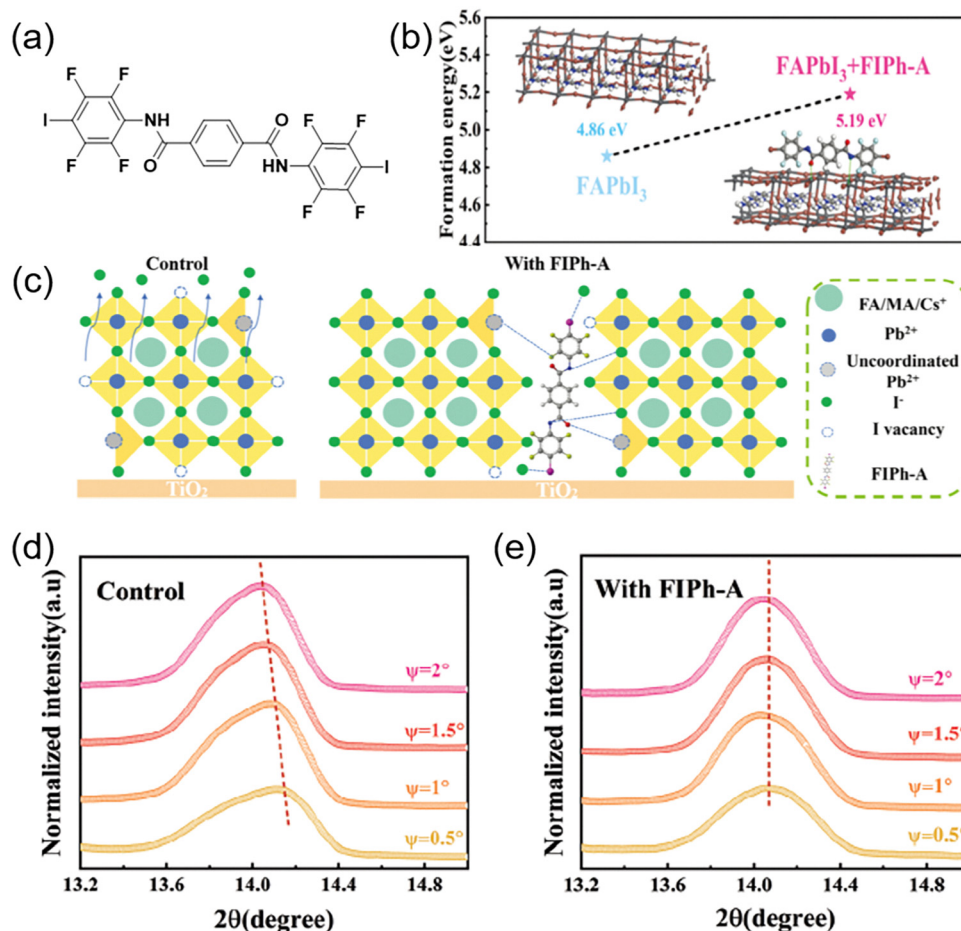 (a)
F
F
F
F
I
NH
O
O
HN
F
F
F
F
I
(b)
Formation energy(eV)
5.6
5.4
5.2
5.0
4.8
4.6
4.4
FAPbI₃+FIPh-A
5.19 eV
4.86 eV
FAPbI₃
(c)
Control
TiO₂
With FIPh-A
TiO₂
FA/MA/Cs⁺
Pb²⁺
Uncoordinated
Pb²⁺
I⁻
I vacancy
FIPh-A
(d)
Normalized intensity(a.u)
Control
ψ=2°
ψ=1.5°
ψ=1°
ψ=0.5°
13.2 13.6 14.0 14.4 14.8
2θ(degree)
(e)
Normalized intensity(a.u)
With FIPh-A
ψ=2°
ψ=1.5°
ψ=1°
ψ=0.5°
13.2 13.6 14.0 14.4 14.8
2θ(degree)